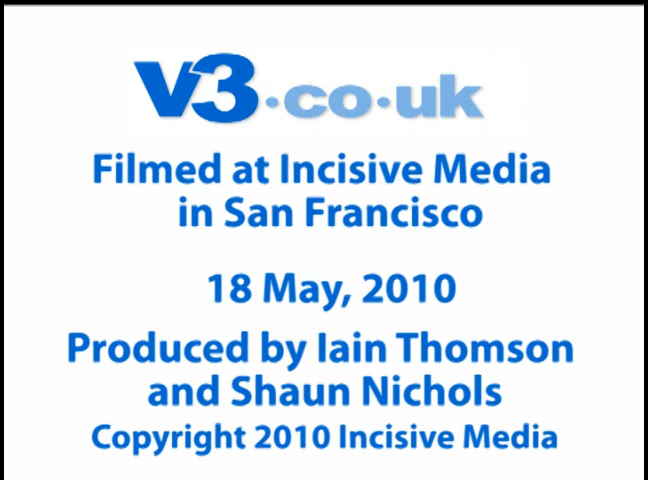 V3.co.uk
Filmed at Incisive Media
in San Francisco
18 May, 2010
Produced by Iain Thomson
and Shaun Nichols
Copyright 2010 Incisive Media